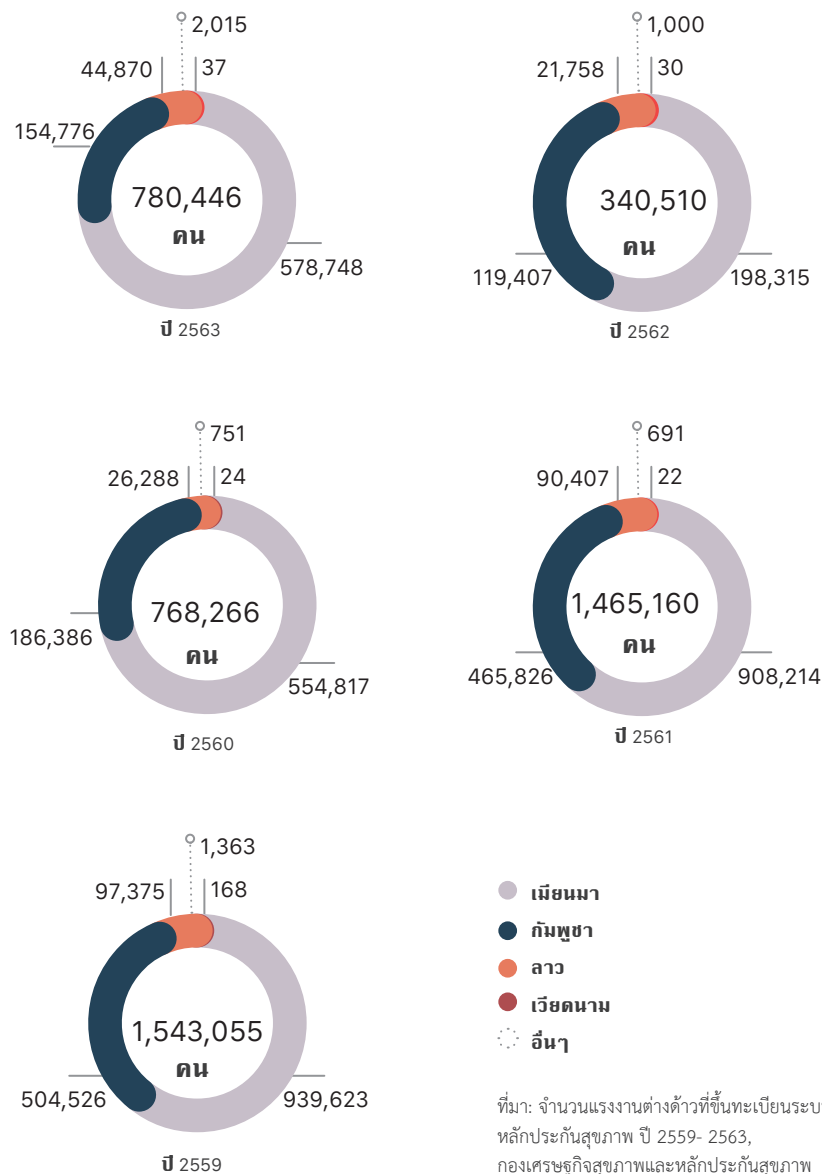 2,015
44,870
37
154,776
780,446
คน
578,748
ปี 2563
1,000
21,758
30
340,510
คน
119,407
198,315
ปี 2562
751
26,288
24
768,266
คน
186,386
554,817
ปี 2560
691
90,407
22
1,465,160
คน
465,826
908,214
ปี 2561
1,363
97,375
168
1,543,055
คน
504,526
939,623
ปี 2559
เมียนมา
กัมพูชา
ลาว
เวียดนาม
อื่นๆ
ที่มา: จำนวนแรงงานต่างด้าวที่ขึ้นทะเบียนระบบ
หลักประกันสุขภาพ ปี 2559- 2563,
กองเศรษฐกิจสุขภาพและหลักประกันสุขภาพ